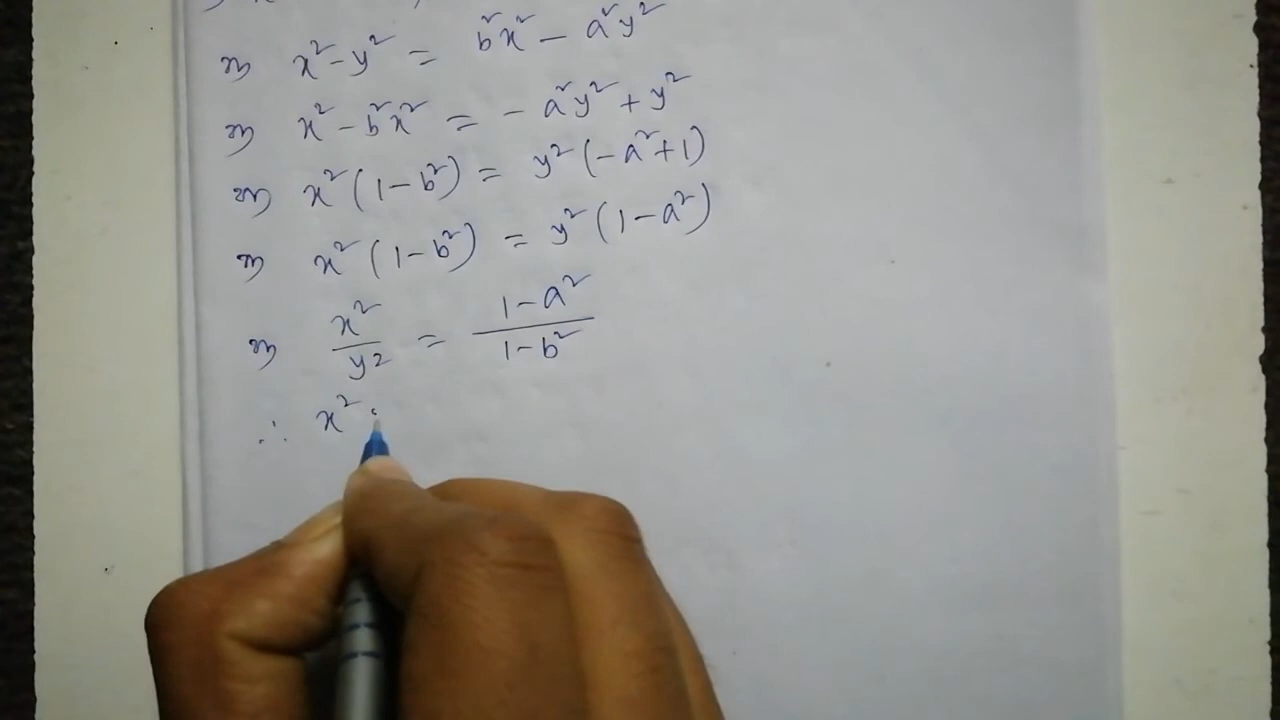 ⇒ x² - y² = b²x² - a²y²
⇒ x² - b²x² = - a²y² + y²
⇒ x² (1 - b²) = y² (-a² + 1)
⇒ x² (1 - b²) = y² (1 - a²)
⇒ x²/y² = (1 - a²)/(1 - b²)
∴ x² :